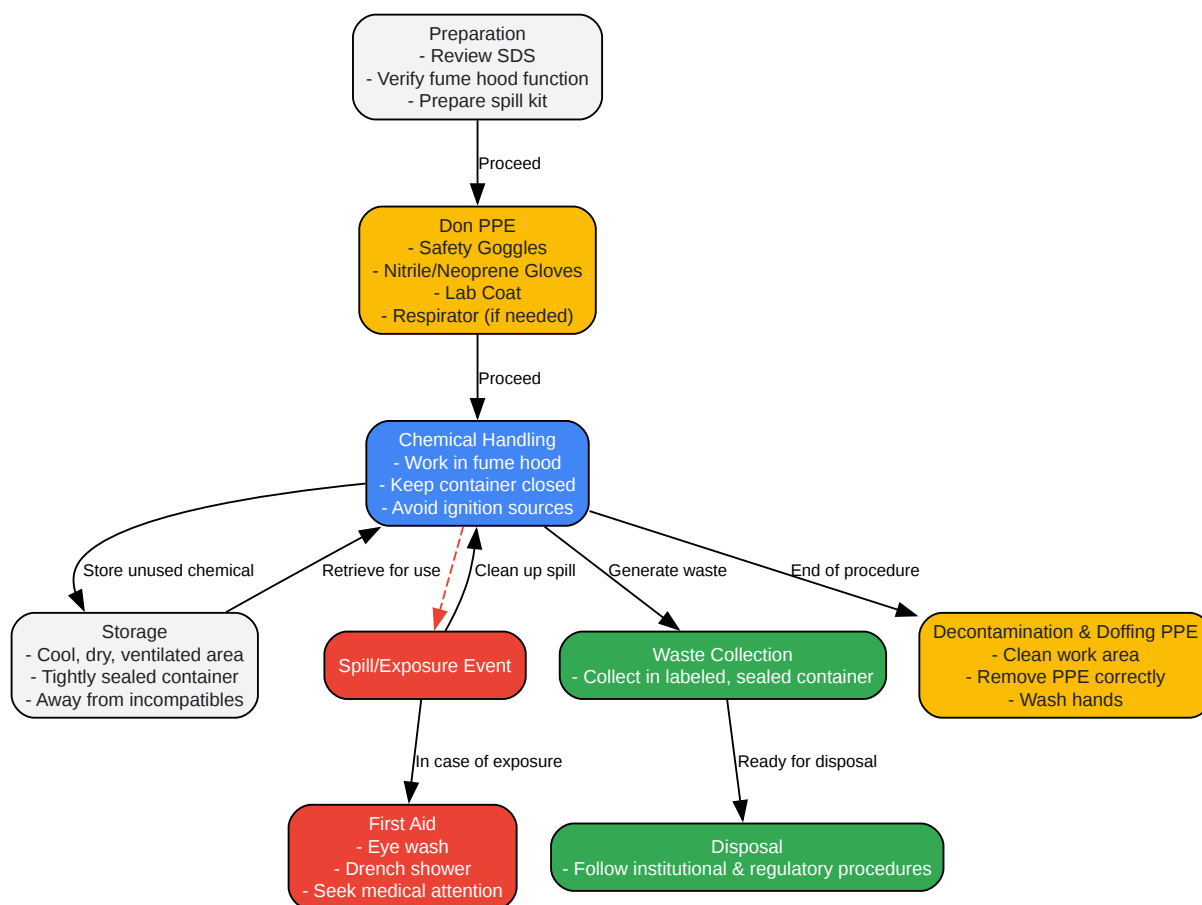 Preparation
- Review SDS
- Verify fume hood function
- Prepare spill kit
Proceed
Don PPE
- Safety Goggles
- Nitrile/Neoprene Gloves
- Lab Coat
- Respirator (if needed)
Proceed
Chemical Handling
- Work in fume hood
- Keep container closed
- Avoid ignition sources
Store unused chemical
Retrieve for use
Clean up spill
Generate waste
End of procedure
Storage
- Cool, dry, ventilated area
- Tightly sealed container
- Away from incompatibles
Spill/Exposure Event
Waste Collection
- Collect in labeled, sealed container
Decontamination & Doffing PPE
- Clean work area
- Remove PPE correctly
- Wash hands
In case of exposure
Ready for disposal
First Aid
- Eye wash
- Drench shower
- Seek medical attention
Disposal
- Follow institutional & regulatory procedures